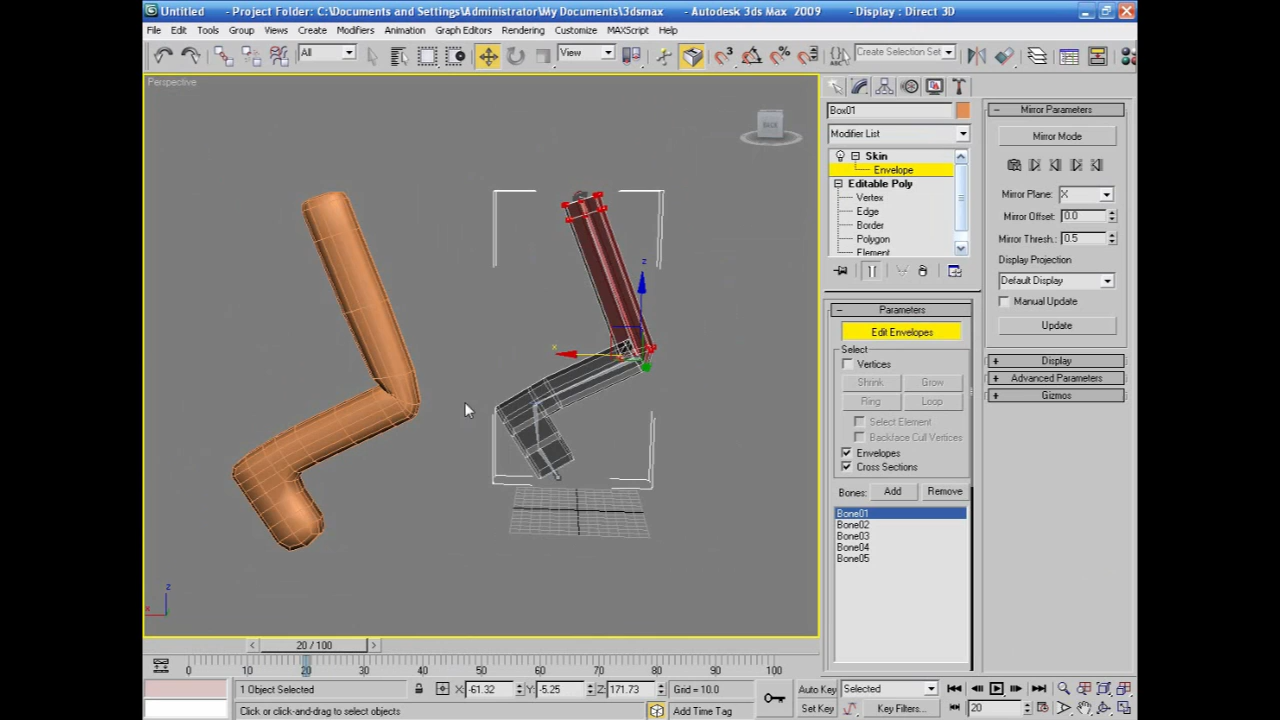 Untitled - Project Folder: C:\Documents and Settings\Administrator\My Documents\3dsmax - Autodesk 3ds Max 2009 - Display : Direct 3D
File Edit Tools Group Views Create Modifiers Animation Graph Editors Rendering Customize MAXScript Help
All View Create Selection Set
Perspective
BACK
Box01
Modifier List
Skin
Envelope
Editable Poly
Vertex
Edge
Border
Polygon
Element
Parameters
Edit Envelopes
Select
Vertices
Shrink Grow
Ring Loop
Select Element
Backface Cull Vertices
Envelopes
Cross Sections
Bones: Add Remove
Bone01
Bone02
Bone03
Bone04
Bone05
Mirror Parameters
Mirror Mode
Mirror Plane: X
Mirror Offset: 0.0
Mirror Thresh.: 0.5
Display Projection
Default Display
Manual Update
Update
Display
Advanced Parameters
Gizmos
z
x
z
x
20 / 100
0 10 20 30 40 50 60 70 80 90 100
1 Object Selected X: -61.32 Y: -5.25 Z: 171.73 Grid = 10.0 Auto Key Selected
Click or click-and-drag to select objects Add Time Tag Set Key Key Filters... 20